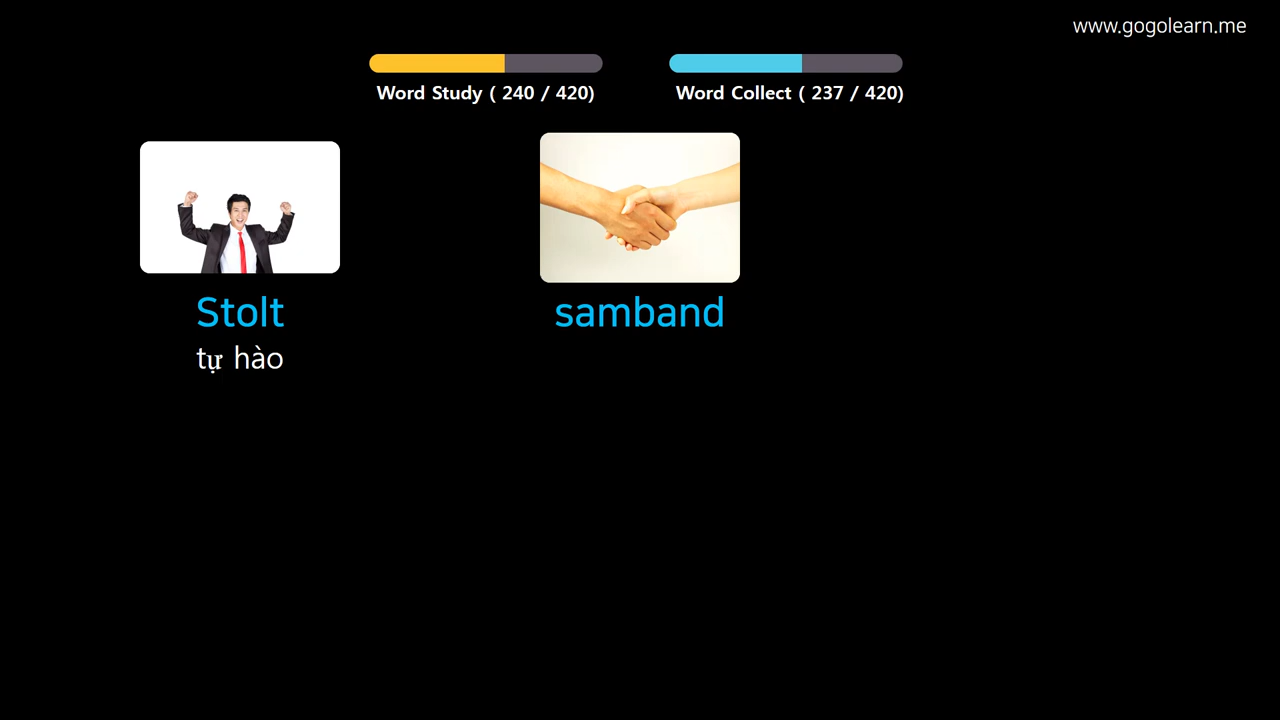 www.gogolearn.me
Word Study ( 240 / 420)
Word Collect ( 237 / 420)
Stolt
tự hào
samband